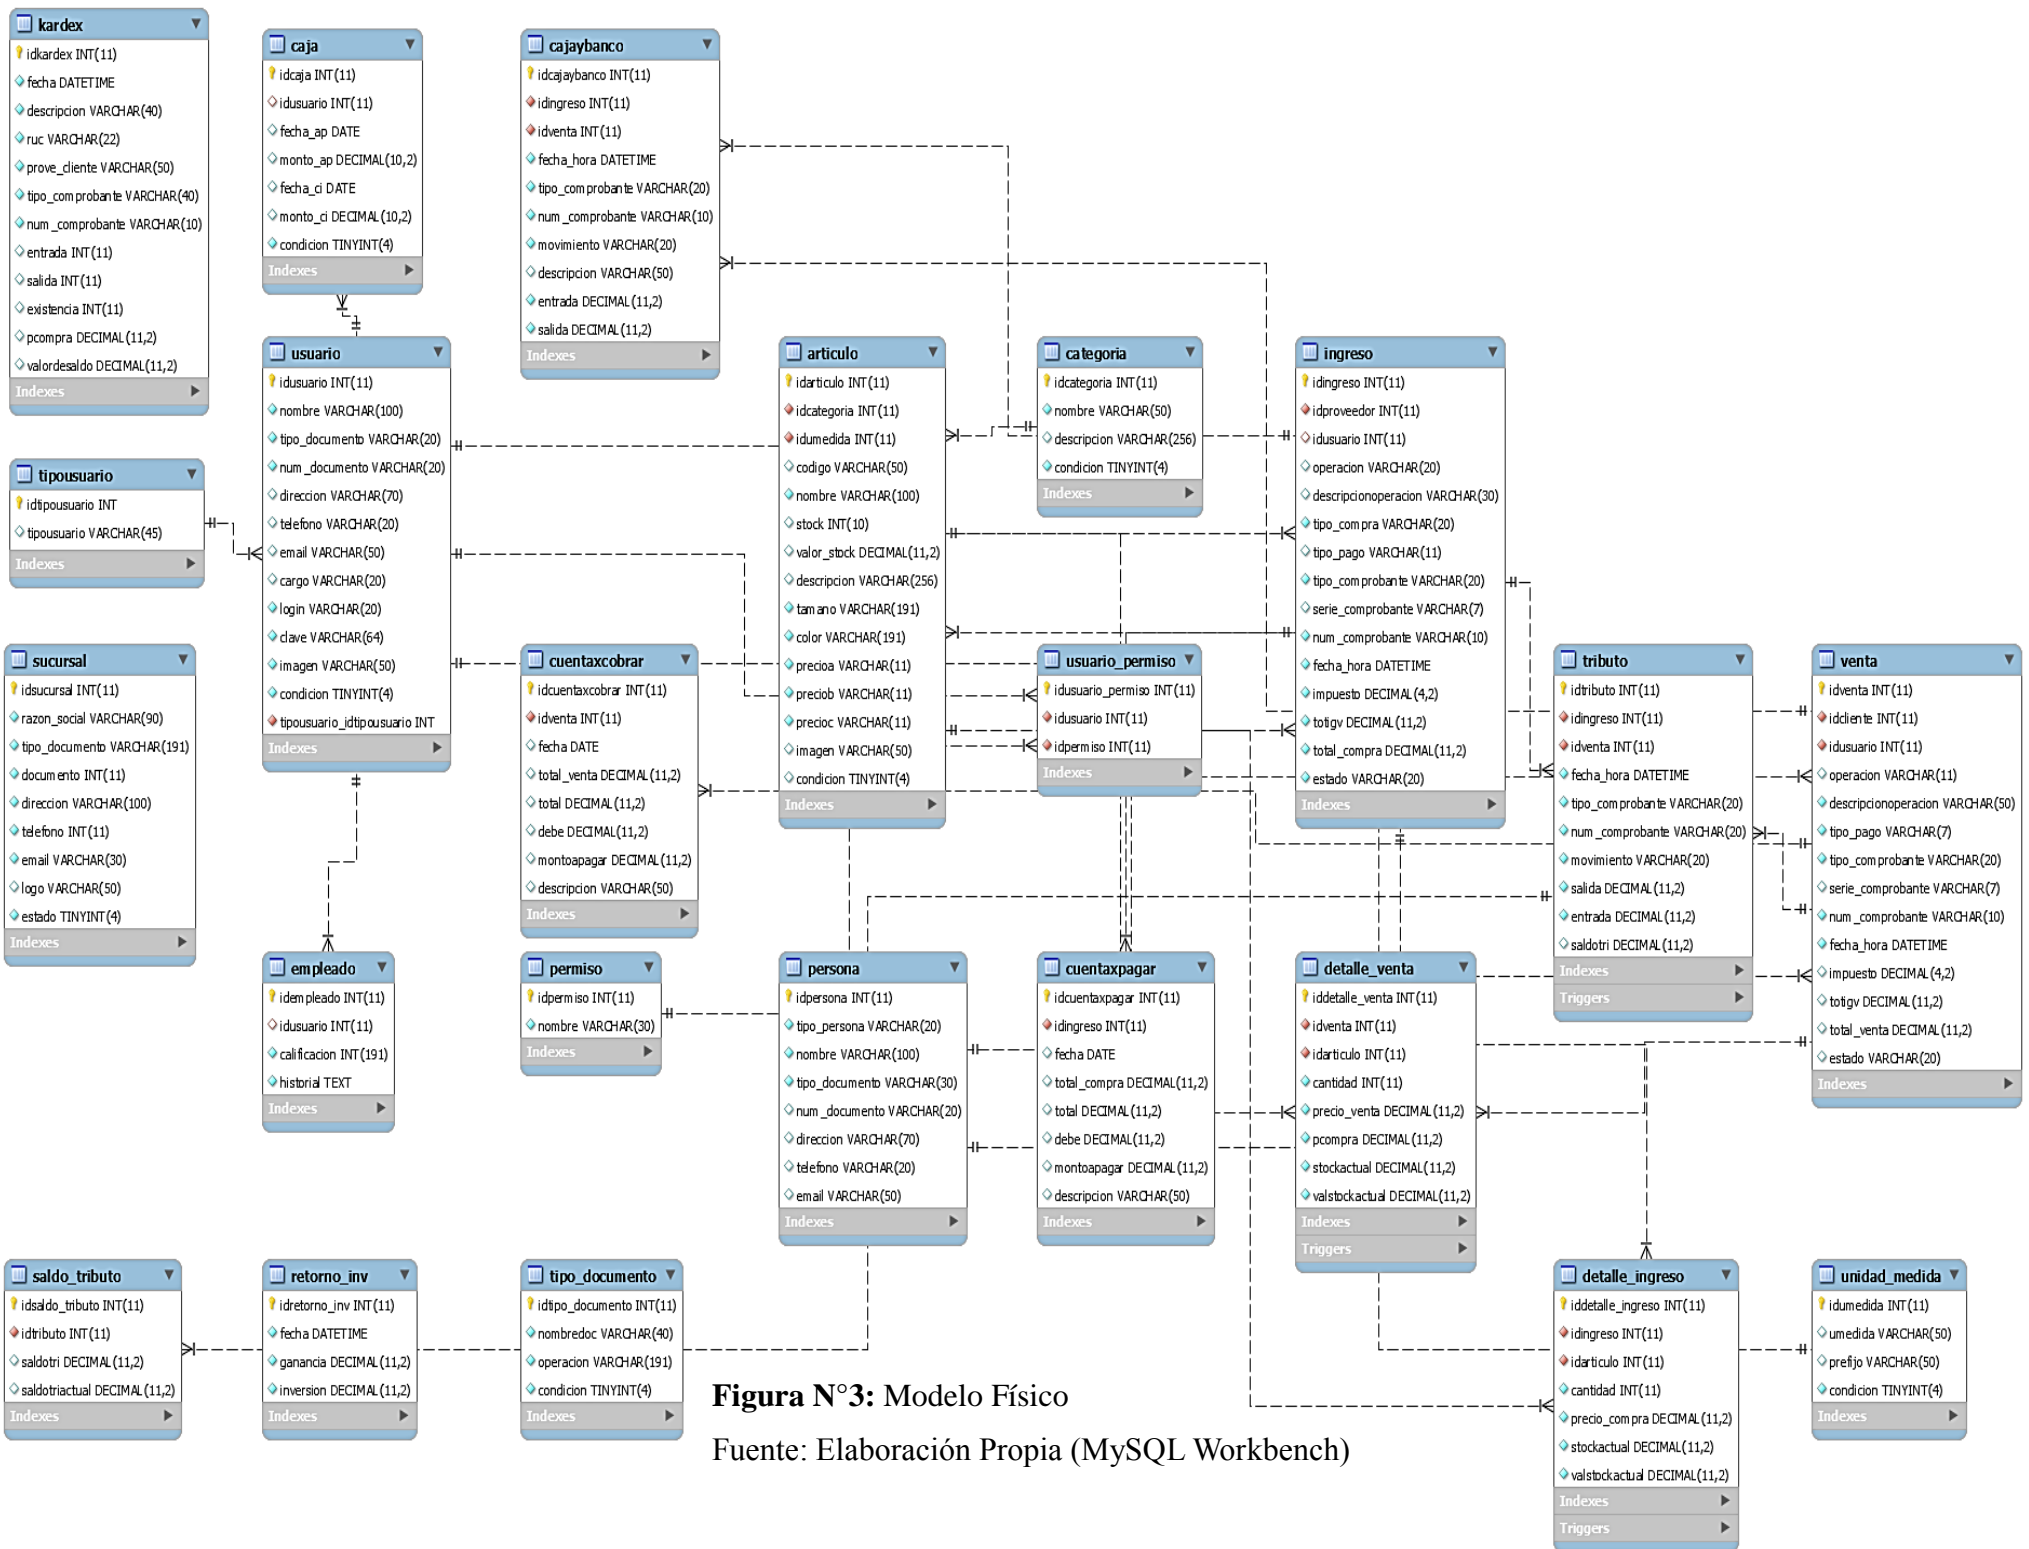 kardex
idkardex INT(11)
fecha DATETIME
descripcion VARCHAR(40)
ruc VARCHAR(22)
prove_cliente VARCHAR(50)
tipo_comprobante VARCHAR(40)
num_comprobante VARCHAR(10)
entrada INT(11)
salida INT(11)
existencia INT(11)
pcompra DECIMAL(11,2)
valordesaldo DECIMAL(11,2)
Indexes
caja
idcaja INT(11)
idusuario INT(11)
fecha_ap DATE
monto_ap DECIMAL(10,2)
fecha_ci DATE
monto_ci DECIMAL(10,2)
condicion TINYINT(4)
Indexes
cajaybanco
idcajaybanco INT(11)
idingreso INT(11)
idventa INT(11)
fecha_hora DATETIME
tipo_comprobante VARCHAR(20)
num_comprobante VARCHAR(10)
movimiento VARCHAR(20)
descripcion VARCHAR(50)
entrada DECIMAL(11,2)
salida DECIMAL(11,2)
Indexes
usuario
idusuario INT(11)
nombre VARCHAR(100)
tipo_documento VARCHAR(20)
num_documento VARCHAR(20)
direccion VARCHAR(70)
telefono VARCHAR(20)
email VARCHAR(50)
cargo VARCHAR(20)
login VARCHAR(20)
clave VARCHAR(64)
imagen VARCHAR(50)
condicion TINYINT(4)
tipousuario_idtipousuario INT
Indexes
articulo
idarticulo INT(11)
idcategoria INT(11)
idumedida INT(11)
codigo VARCHAR(50)
nombre VARCHAR(100)
stock INT(10)
valor_stock DECIMAL(11,2)
descripcion VARCHAR(256)
tamano VARCHAR(191)
color VARCHAR(191)
precioa VARCHAR(11)
preciob VARCHAR(11)
precioc VARCHAR(11)
imagen VARCHAR(50)
condicion TINYINT(4)
Indexes
categoria
idcategoria INT(11)
nombre VARCHAR(50)
descripcion VARCHAR(256)
condicion TINYINT(4)
Indexes
ingreso
idingreso INT(11)
idproveedor INT(11)
idusuario INT(11)
operacion VARCHAR(20)
descripcionoperacion VARCHAR(30)
tipo_compra VARCHAR(20)
tipo_pago VARCHAR(11)
tipo_comprobante VARCHAR(20)
serie_comprobante VARCHAR(7)
num_comprobante VARCHAR(10)
fecha_hora DATETIME
impuesto DECIMAL(4,2)
totigv DECIMAL(11,2)
total_compra DECIMAL(11,2)
estado VARCHAR(20)
Indexes
tipousuario
idtipousuario INT
tipousuario VARCHAR(45)
Indexes
sucursal
idsucursal INT(11)
razon_social VARCHAR(90)
tipo_documento VARCHAR(191)
documento INT(11)
direccion VARCHAR(100)
telefono INT(11)
email VARCHAR(30)
logo VARCHAR(50)
estado TINYINT(4)
Indexes
cuentaxcobrar
idcuentaxcobrar INT(11)
idventa INT(11)
fecha DATE
total_venta DECIMAL(11,2)
total DECIMAL(11,2)
debe DECIMAL(11,2)
montoapagar DECIMAL(11,2)
descripcion VARCHAR(50)
Indexes
usuario_permiso
idusuario_permiso INT(11)
idusuario INT(11)
idpermiso INT(11)
Indexes
tributo
idtributo INT(11)
idingreso INT(11)
idventa INT(11)
fecha_hora DATETIME
tipo_comprobante VARCHAR(20)
num_comprobante VARCHAR(20)
movimiento VARCHAR(20)
salida DECIMAL(11,2)
entrada DECIMAL(11,2)
saldotri DECIMAL(11,2)
Indexes
Triggers
venta
idventa INT(11)
idcliente INT(11)
idusuario INT(11)
operacion VARCHAR(11)
descripcionoperacion VARCHAR(50)
tipo_pago VARCHAR(7)
tipo_comprobante VARCHAR(20)
serie_comprobante VARCHAR(7)
num_comprobante VARCHAR(10)
fecha_hora DATETIME
impuesto DECIMAL(4,2)
totigv DECIMAL(11,2)
total_venta DECIMAL(11,2)
estado VARCHAR(20)
Indexes
empleado
idempleado INT(11)
idusuario INT(11)
calificacion INT(191)
historial TEXT
Indexes
permiso
idpermiso INT(11)
nombre VARCHAR(30)
Indexes
persona
idpersona INT(11)
tipo_persona VARCHAR(20)
nombre VARCHAR(100)
tipo_documento VARCHAR(30)
num_documento VARCHAR(20)
direccion VARCHAR(70)
telefono VARCHAR(20)
email VARCHAR(50)
Indexes
cuentaxpagar
idcuentaxpagar INT(11)
idingreso INT(11)
fecha DATE
total_compra DECIMAL(11,2)
total DECIMAL(11,2)
debe DECIMAL(11,2)
montoapagar DECIMAL(11,2)
descripcion VARCHAR(50)
Indexes
detalle_venta
iddetalle_venta INT(11)
idventa INT(11)
idarticulo INT(11)
cantidad INT(11)
precio_venta DECIMAL(11,2)
pcompra DECIMAL(11,2)
stockactual DECIMAL(11,2)
valstockactual DECIMAL(11,2)
Indexes
Triggers
saldo_tributo
idsaldo_tributo INT(11)
idtributo INT(11)
saldotri DECIMAL(11,2)
saldotriactual DECIMAL(11,2)
Indexes
retorno_inv
idretorno_inv INT(11)
fecha DATETIME
ganancia DECIMAL(11,2)
inversion DECIMAL(11,2)
Indexes
tipo_documento
idtipo_documento INT(11)
nombredoc VARCHAR(40)
operacion VARCHAR(191)
condicion TINYINT(4)
Indexes
detalle_ingreso
iddetalle_ingreso INT(11)
idingreso INT(11)
idarticulo INT(11)
cantidad INT(11)
precio_compra DECIMAL(11,2)
stockactual DECIMAL(11,2)
valstockactual DECIMAL(11,2)
Indexes
Triggers
unidad_medida
idumedida INT(11)
umedida VARCHAR(50)
prefijo VARCHAR(50)
condicion TINYINT(4)
Indexes
Figura N°3: Modelo Físico
Fuente: Elaboración Propia (MySQL Workbench)